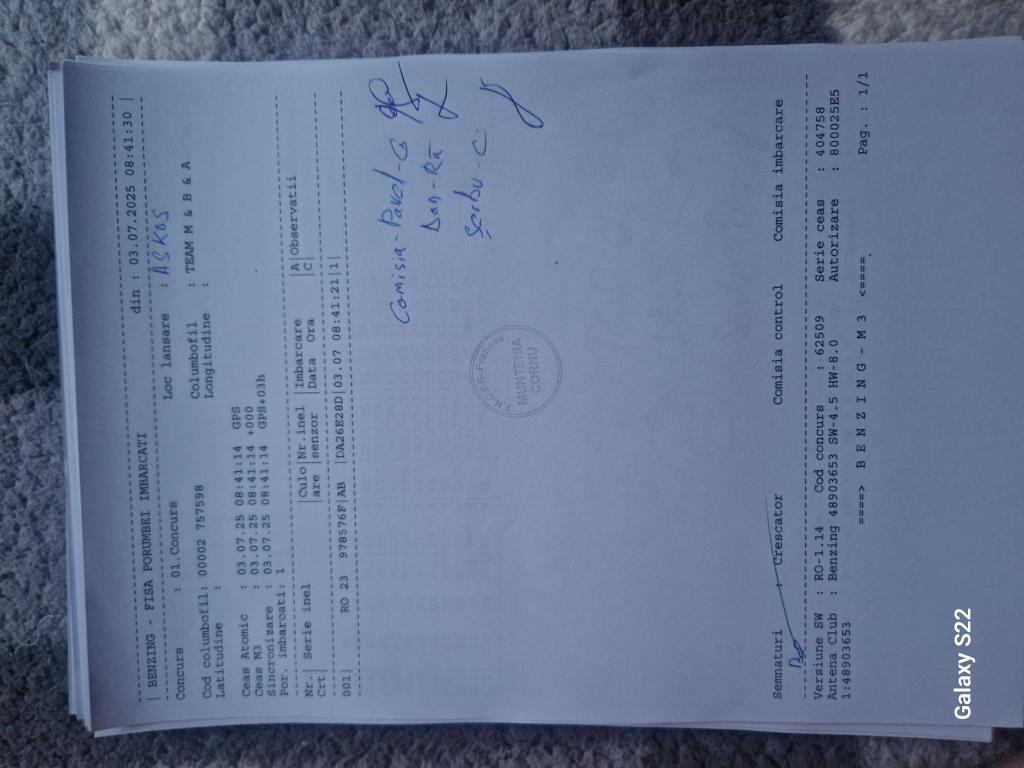 | BENZING - FISA PORUMBEI IMBARCATI din : 03.07.2025 08:41:30 |
Concurs : 01.Concurs Loc lansare : ASKOS
Cod columbofil: 00002 757598 Columbofil : TEAM M & B & A
Latitudine : Longitudine :
Ceas Atomic : 03.07.25 08:41:14 GPS
Ceas M3 : 03.07.25 08:41:14 +000
Sincronizare : 03.07.25 08:41:14 GPS+03h
Por. imbarcati: 1
Nr.| Serie inel |Culo|Nr.inel |Imbarcare |A|Observatii
Crt| |are |senzor |Data Ora |C|
001| RO 23 978576F|AB |DA26E28D|03.07 08:41:21|1|
Comisia - Pavel - G
Dan - Ră
Șerbu - C
F.N.C.P.R. Prahova
MUNTENIA
CORNU
Semnaturi : Crescator Comisia control Comisia imbarcare
Versiune SW : RO-1.14 Cod concurs : 62509 Serie ceas : 404758
Antena Club : Benzing 48903653 SW-4.5 HW-8.0 Autorizare : 800025E5
1:48903653
====> B E N Z I N G - M 3 <====. Pag. : 1/1
Galaxy S22